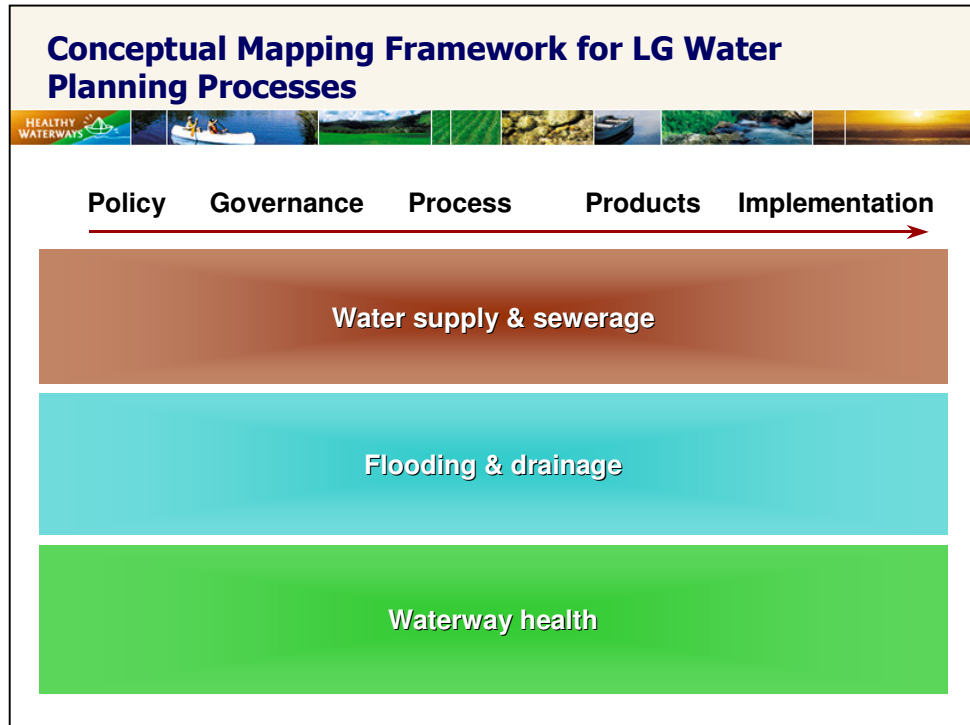 Conceptual Mapping Framework for LG Water
Planning Processes
HEALTHY
WATERWAYS
Policy Governance Process Products Implementation
Water supply & sewerage
Flooding & drainage
Waterway health